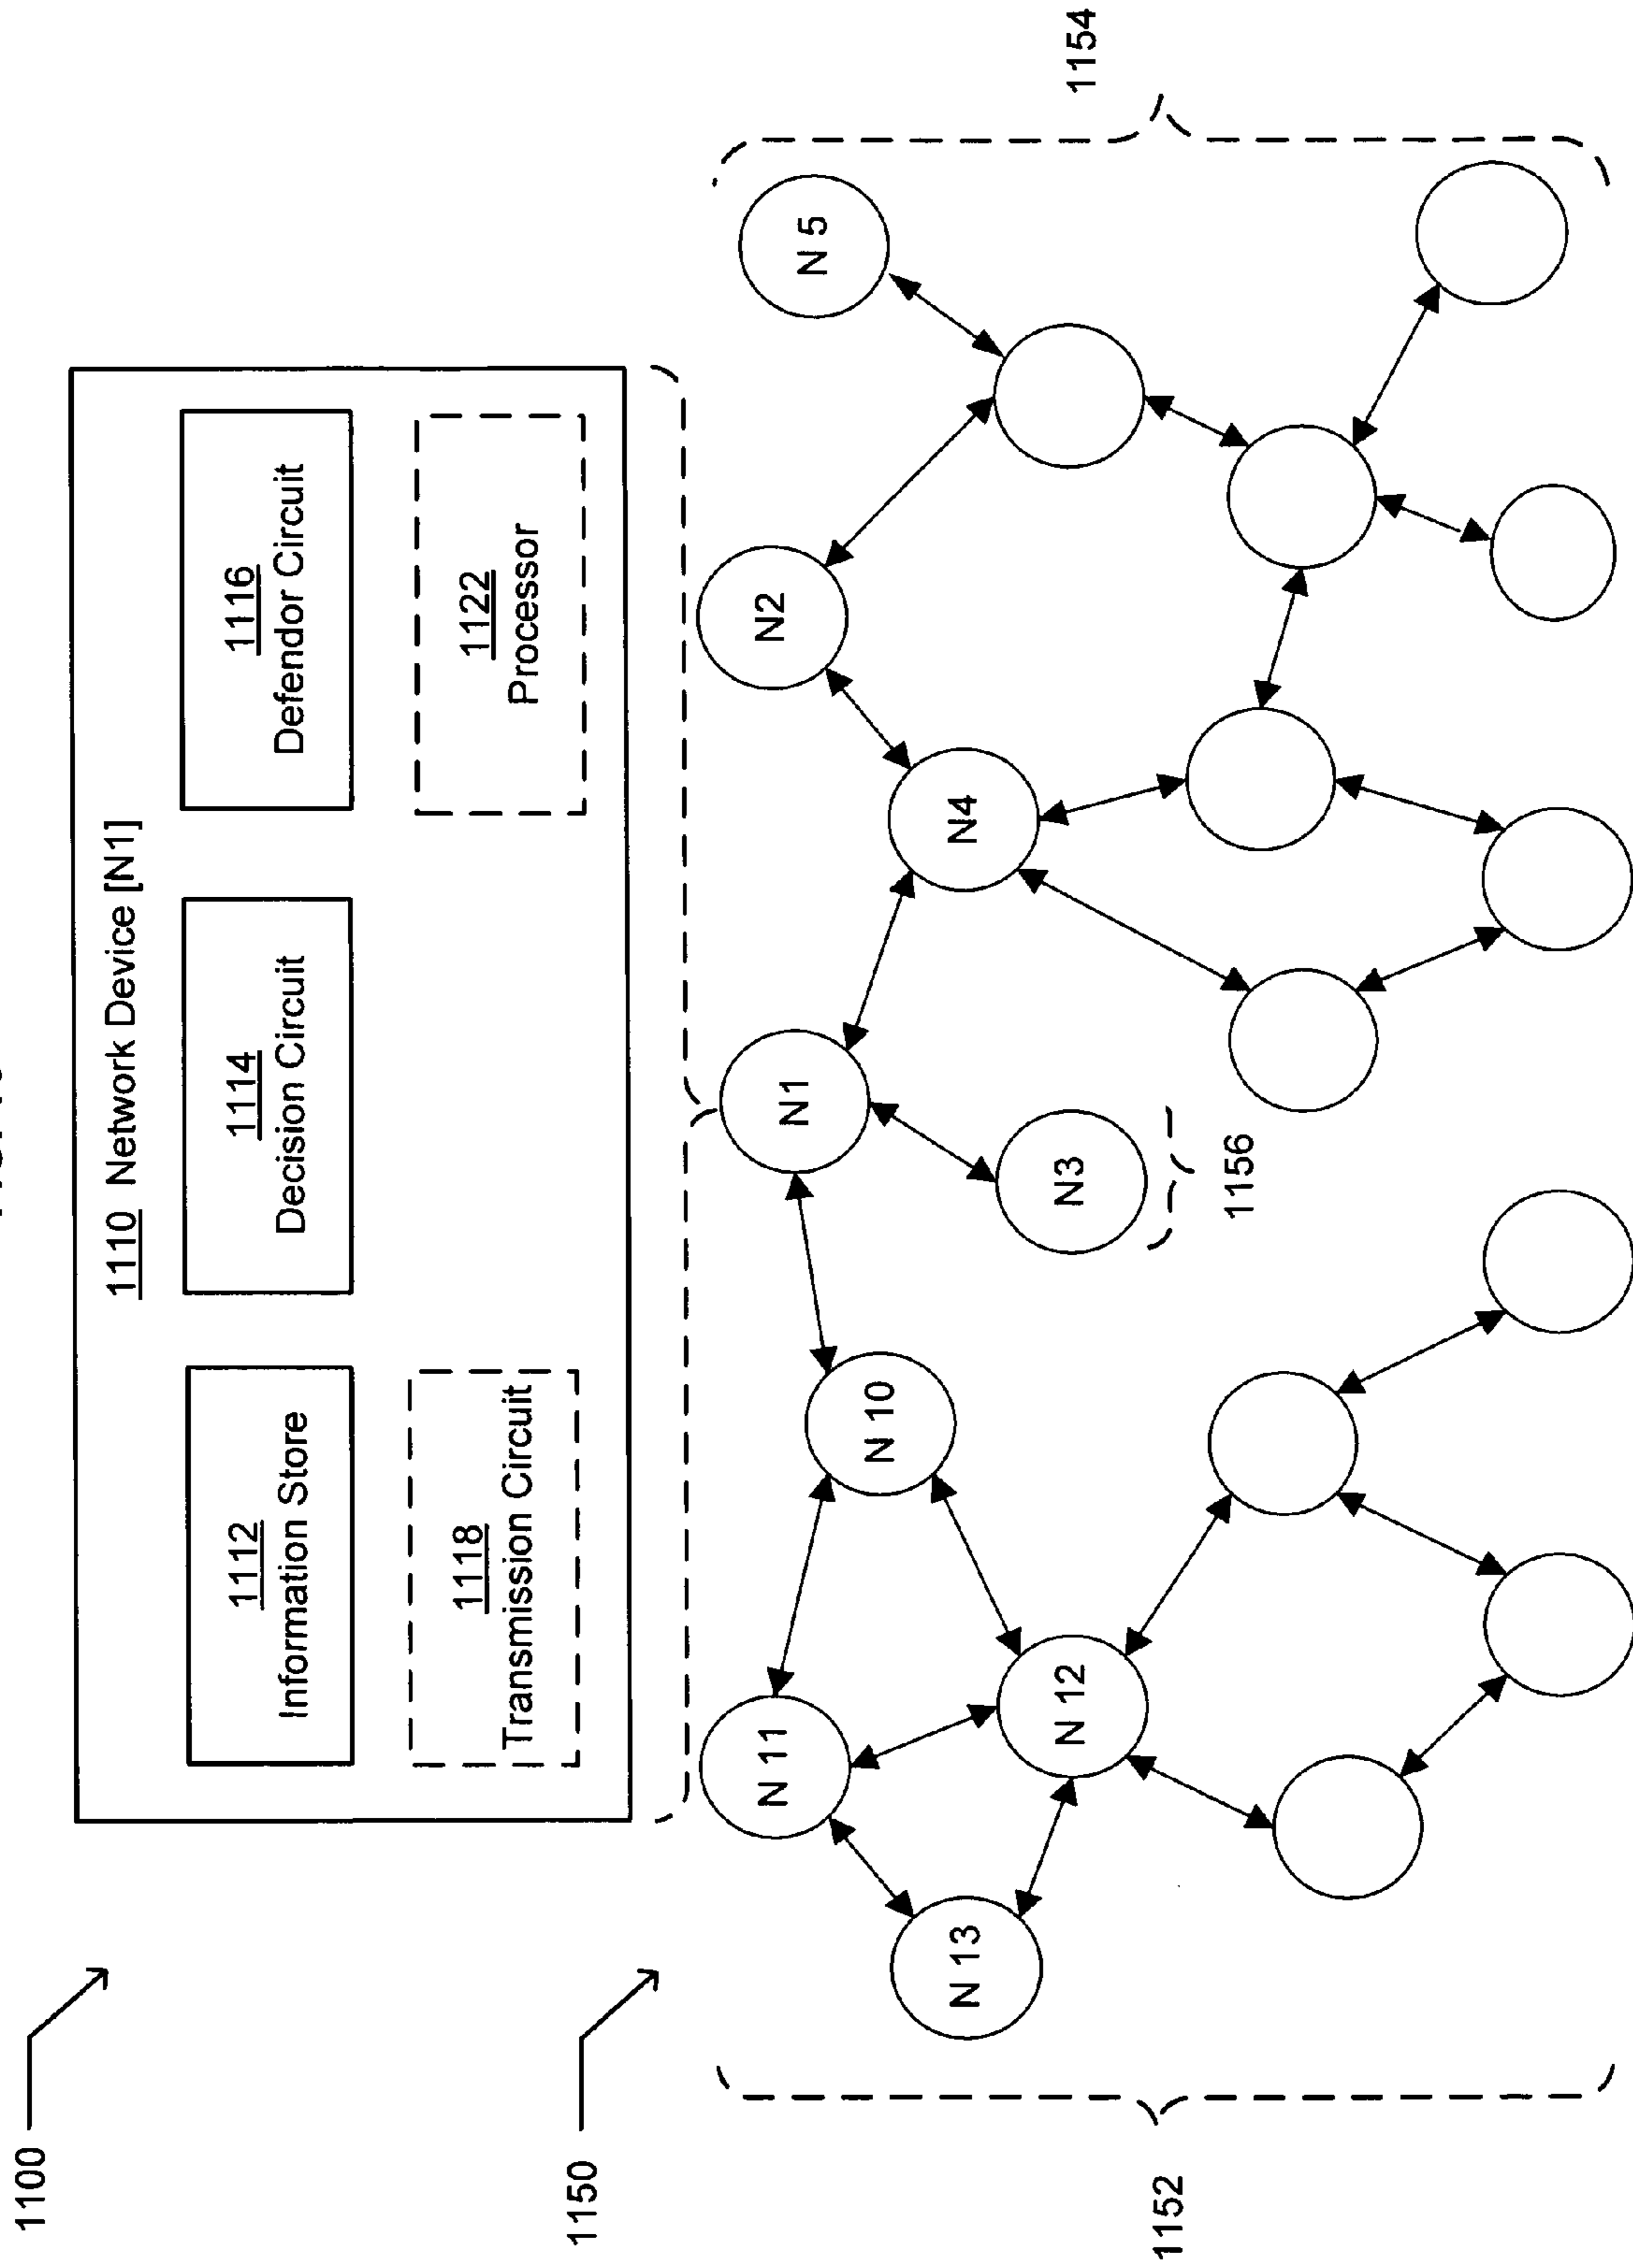 1100
1110 Network Device [N1]
1112
Information Store
1114
Decision Circuit
1116
Defendor Circuit
1118
Transmission Circuit
1122
Processor
1150
N 11
N 10
N1
N2
N 5
N 13
N 12
N3
N4
1152
1156
1154